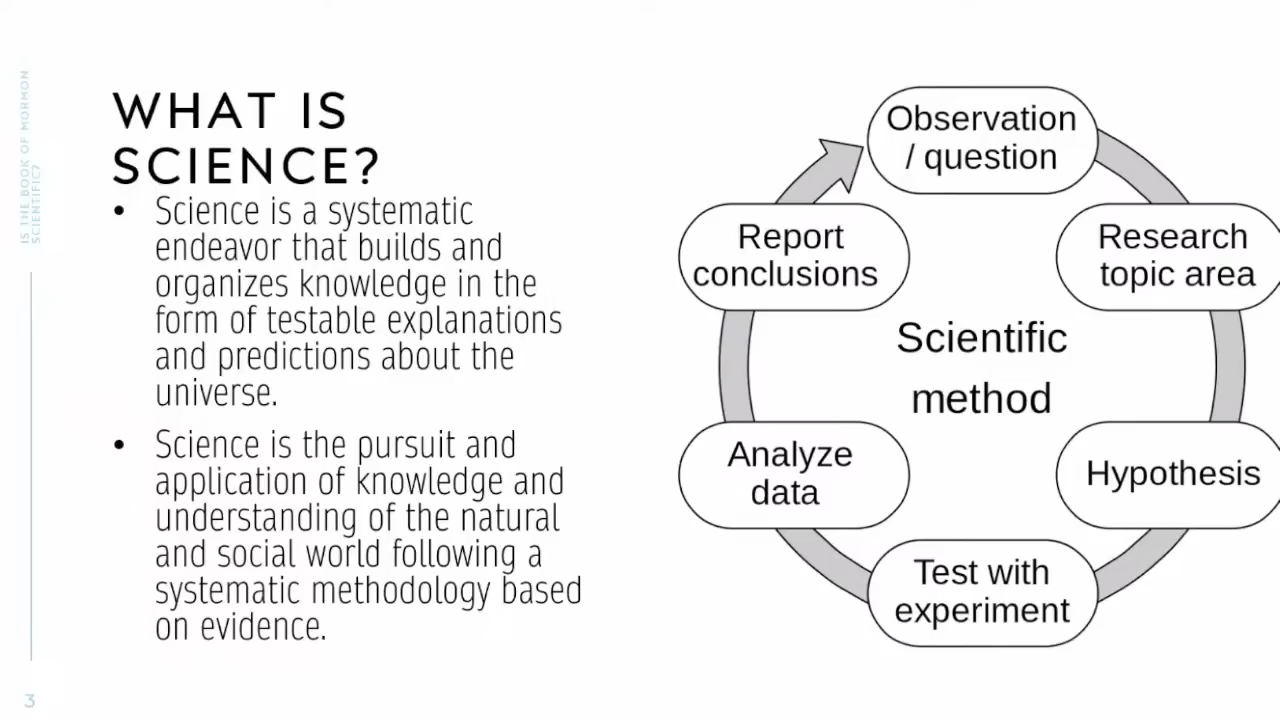 IS THE BOOK OF MORMON
SCIENTIFIC?
WHAT IS
SCIENCE?
• Science is a systematic
endeavor that builds and
organizes knowledge in the
form of testable explanations
and predictions about the
universe.
• Science is the pursuit and
application of knowledge and
understanding of the natural
and social world following a
systematic methodology based
on evidence.
Observation
/ question
Research
topic area
Hypothesis
Test with
experiment
Analyze
data
Report
conclusions
Scientific
method
3